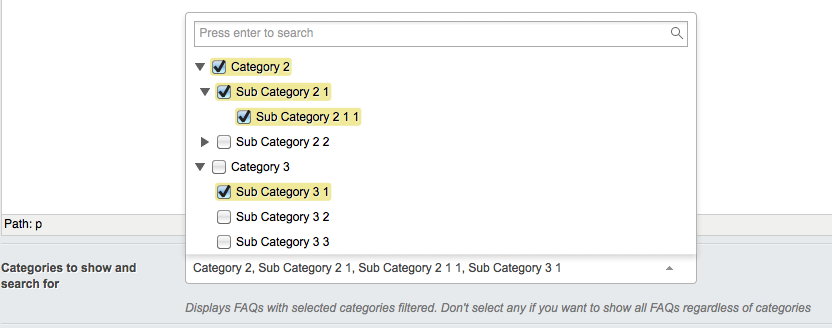 Press enter to search
Category 2
Sub Category 2 1
Sub Category 2 1 1
Sub Category 2 2
Category 3
Sub Category 3 1
Sub Category 3 2
Sub Category 3 3
Path: p
Categories to show and
search for
Category 2, Sub Category 2 1, Sub Category 2 1 1, Sub Category 3 1
Displays FAQs with selected categories filtered. Don't select any if you want to show all FAQs regardless of categories